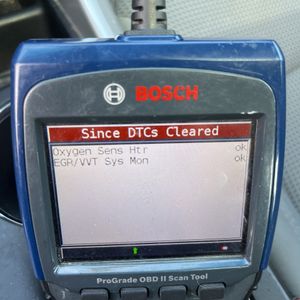 BOSCH
Since DTCs Cleared
Oxygen Sens Htr ok
EGR/VVT Sys Mon ok
ProGrade OBD II Scan Tool